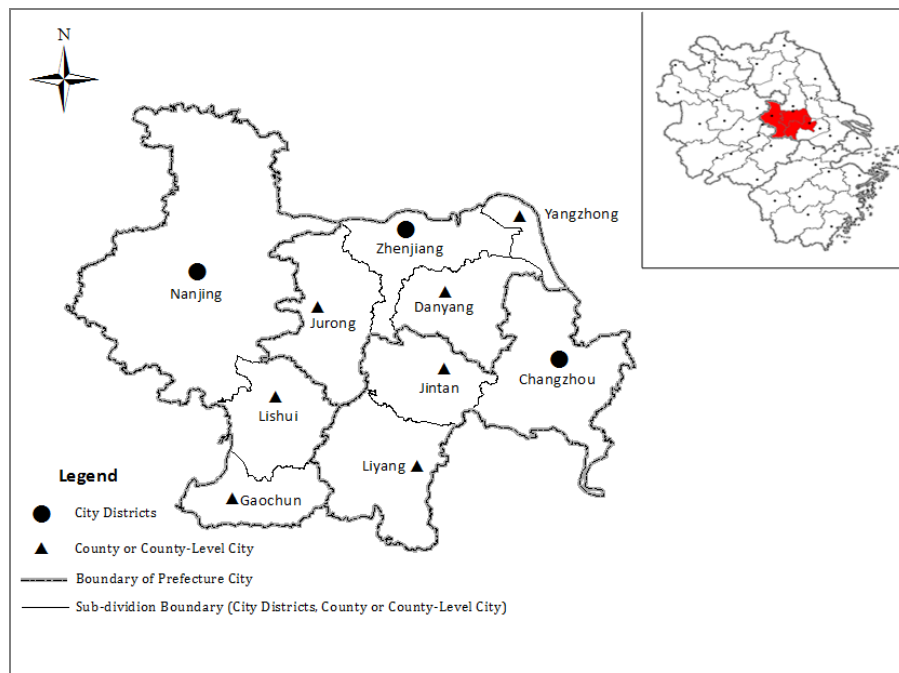 N
Yangzhong
Zhenjiang
Nanjing
Danyang
Jurong
Changzhou
Jintan
Lishui
Liyang
Gaochun
Legend
City Districts
County or County-Level City
Boundary of Prefecture City
Sub-dividion Boundary (City Districts, County or County-Level City)